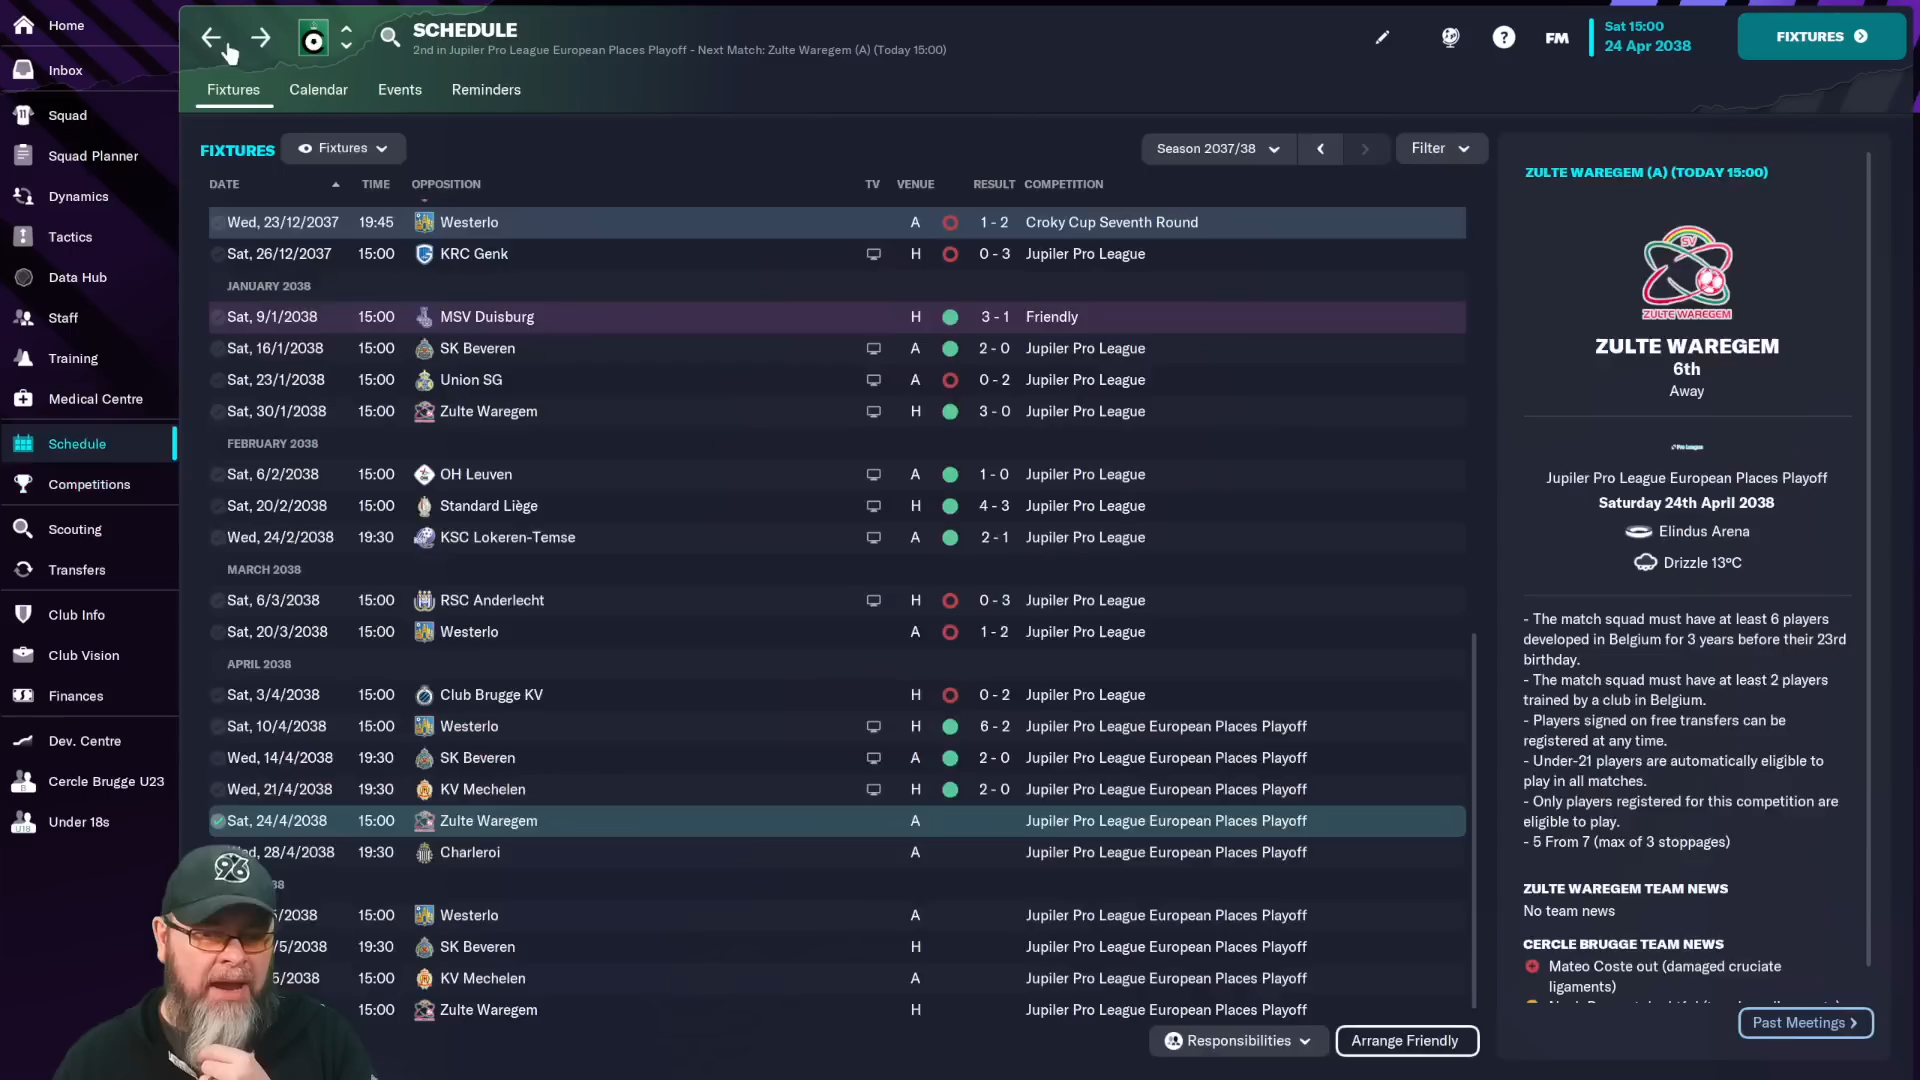 Home
Inbox
Squad
Squad Planner
Dynamics
Tactics
Data Hub
Staff
Training
Medical Centre
Schedule
Competitions
Scouting
Transfers
Club Info
Club Vision
Finances
Dev. Centre
Cercle Brugge U23
Under 18s
SCHEDULE
2nd in Jupiler Pro League European Places Playoff - Next Match: Zulte Waregem (A) (Today 15:00)
FM
Sat 15:00
24 Apr 2038
FIXTURES
Fixtures Calendar Events Reminders
FIXTURES Fixtures Season 2037/38 Filter
DATE TIME OPPOSITION TV VENUE RESULT COMPETITION
Wed, 23/12/2037 19:45 Westerlo A 1 - 2 Croky Cup Seventh Round
Sat, 26/12/2037 15:00 KRC Genk H 0 - 3 Jupiler Pro League
JANUARY 2038
Sat, 9/1/2038 15:00 MSV Duisburg H 3 - 1 Friendly
Sat, 16/1/2038 15:00 SK Beveren A 2 - 0 Jupiler Pro League
Sat, 23/1/2038 15:00 Union SG A 0 - 2 Jupiler Pro League
Sat, 30/1/2038 15:00 Zulte Waregem H 3 - 0 Jupiler Pro League
FEBRUARY 2038
Sat, 6/2/2038 15:00 OH Leuven A 1 - 0 Jupiler Pro League
Sat, 20/2/2038 15:00 Standard Liège H 4 - 3 Jupiler Pro League
Wed, 24/2/2038 19:30 KSC Lokeren-Temse A 2 - 1 Jupiler Pro League
MARCH 2038
Sat, 6/3/2038 15:00 RSC Anderlecht H 0 - 3 Jupiler Pro League
Sat, 20/3/2038 15:00 Westerlo A 1 - 2 Jupiler Pro League
APRIL 2038
Sat, 3/4/2038 15:00 Club Brugge KV H 0 - 2 Jupiler Pro League
Sat, 10/4/2038 15:00 Westerlo H 6 - 2 Jupiler Pro League European Places Playoff
Wed, 14/4/2038 19:30 SK Beveren A 2 - 0 Jupiler Pro League European Places Playoff
Wed, 21/4/2038 19:30 KV Mechelen H 2 - 0 Jupiler Pro League European Places Playoff
Sat, 24/4/2038 15:00 Zulte Waregem A Jupiler Pro League European Places Playoff
28/4/2038 19:30 Charleroi A Jupiler Pro League European Places Playoff
38
/5/2038 15:00 Westerlo A Jupiler Pro League European Places Playoff
/5/2038 19:30 SK Beveren H Jupiler Pro League European Places Playoff
5/2038 15:00 KV Mechelen A Jupiler Pro League European Places Playoff
15:00 Zulte Waregem H Jupiler Pro League European Places Playoff
Responsibilities Arrange Friendly
ZULTE WAREGEM (A) (TODAY 15:00)
SV
ZULTE WAREGEM
ZULTE WAREGEM
6th
Away
Pro League
Jupiler Pro League European Places Playoff
Saturday 24th April 2038
Elindus Arena
Drizzle 13°C
- The match squad must have at least 6 players
developed in Belgium for 3 years before their 23rd
birthday.
- The match squad must have at least 2 players
trained by a club in Belgium.
- Players signed on free transfers can be
registered at any time.
- Under-21 players are automatically eligible to
play in all matches.
- Only players registered for this competition are
eligible to play.
- 5 From 7 (max of 3 stoppages)
ZULTE WAREGEM TEAM NEWS
No team news
CERCLE BRUGGE TEAM NEWS
Mateo Coste out (damaged cruciate
ligaments)
Past Meetings
96